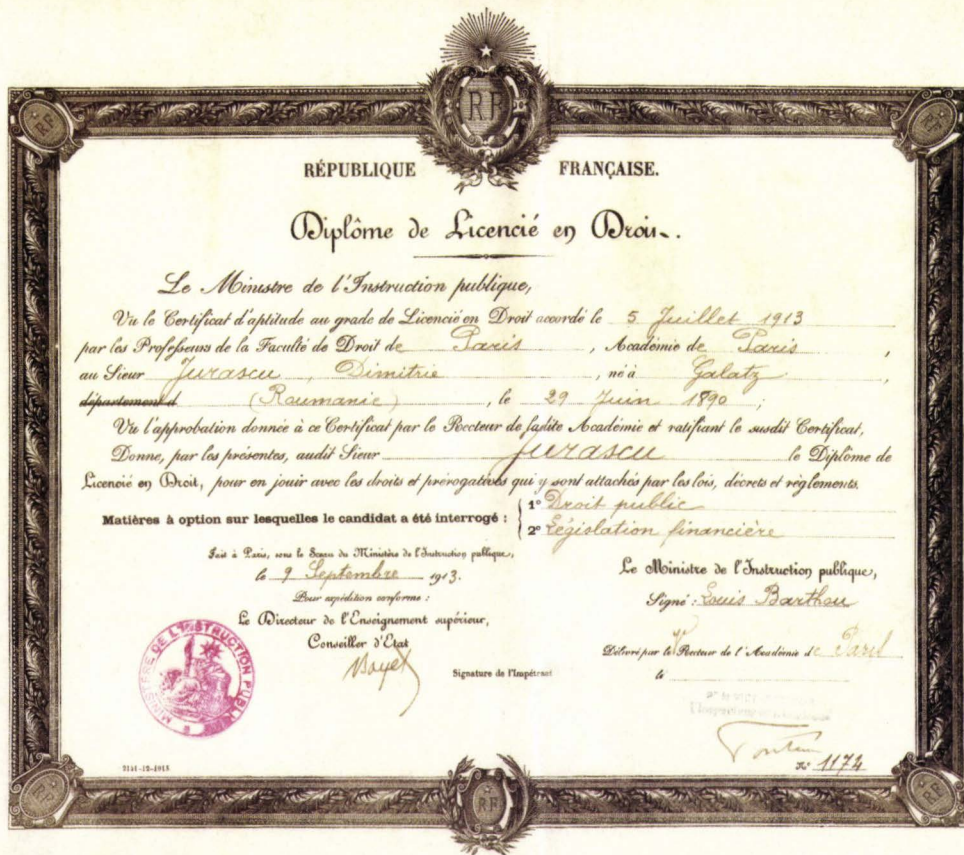 RF
RF
RF
RÉPUBLIQUE FRANÇAISE.
Diplôme de Licencié en Droit.
Le Ministre de l'Instruction publique,
Vu le Certificat d'aptitude au grade de Licencié en Droit accordé le 5 Juillet 1913
par les Professeurs de la Faculté de Droit de Paris, Académie de Paris,
au Sieur Jurascu, Dimitrie, né à Galatz,
département d (Roumanie), le 29 Juin 1890;
Vu l'approbation donnée à ce Certificat par le Recteur de ladite Académie et ratifiant le susdit Certificat,
Donne, par les présentes, audit Sieur Jurascu le Diplôme de
Licencié en Droit, pour en jouir avec les droits et prérogatives qui y sont attachés par les lois, décrets et règlements.
Matières à option sur lesquelles le candidat a été interrogé :
1° Droit public
2° Législation financière
Fait à Paris, sous le Sceau du Ministère de l'Instruction publique,
le 9 Septembre 1913.
Pour expédition conforme :
Le Directeur de l'Enseignement supérieur,
Conseiller d'Etat
Bayet
MINISTÈRE DE L'INSTRUCTION PUBLIQUE
Signature de l'Impétrant
Le Ministre de l'Instruction publique,
Signé : Louis Barthou
Délivré par le Recteur de l'Académie de Paris
le
N° 1172
RF
RF
RF